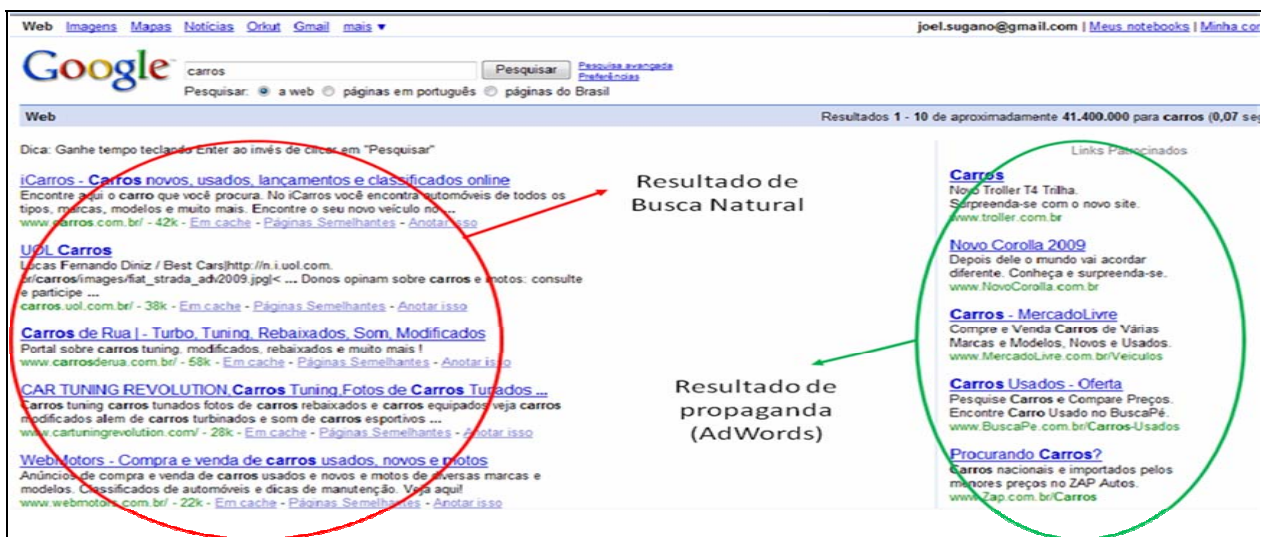 Web Imagens Mapas Notícias Orkut Gmail mais ▼
joel.sugano@gmail.com | Meus notebooks | Minha con
Google
carros
Pesquisar
Pesquisa avançada
Preferências
Pesquisar: a web páginas em português páginas do Brasil
Web
Resultados 1 - 10 de aproximadamente 41.400.000 para carros (0,07 seg
Dica: Ganhe tempo teclando Enter ao invés de clicar em "Pesquisar"
iCarros - Carros novos, usados, lançamentos e classificados online
Encontre aqui o carro que você procura. No iCarros você encontra automóveis de todos os
tipos, marcas, modelos e muito mais. Encontre o seu novo veículo no ...
www.carros.com.br/ - 42k - Em cache - Páginas Semelhantes - Anotar isso
UOL Carros
Lucas Fernando Diniz / Best Cars|http://n.i.uol.com.
br/carros/images/fiat_strada_adv2009.jpg|< ... Donos opinam sobre carros e motos: consulte
e participe ...
carros.uol.com.br/ - 38k - Em cache - Páginas Semelhantes - Anotar isso
Carros de Rua | - Turbo, Tuning, Rebaixados, Som, Modificados
Portal sobre carros tuning, modificados, rebaixados e muito mais !
www.carrosderua.com.br/ - 58k - Em cache - Páginas Semelhantes - Anotar isso
CAR TUNING REVOLUTION,Carros Tuning,Fotos de Carros Tunados ...
Carros tuning carros tunados fotos de carros rebaixados e carros equipados veja carros
modificados alem de carros turbinados e som de carros esportivos ...
www.cartuningrevolution.com/ - 28k - Em cache - Páginas Semelhantes - Anotar isso
WebMotors - Compra e venda de carros usados, novos e motos
Anúncios de compra e venda de carros usados e novos e motos de diversas marcas e
modelos. Classificados de automóveis e dicas de manutenção. Veja aqui!
www.webmotors.com.br/ - 22k - Em cache - Páginas Semelhantes - Anotar isso
Resultado de
Busca Natural
Resultado de
propaganda
(AdWords)
Links Patrocinados
Carros
Novo Troller T4 Trilha.
Surpreenda-se com o novo site.
www.troller.com.br
Novo Corolla 2009
Depois dele o mundo vai acordar
diferente. Conheça e surpreenda-se.
www.NovoCorolla.com.br
Carros - MercadoLivre
Compre e Venda Carros de Várias
Marcas e Modelos, Novos e Usados.
www.MercadoLivre.com.br/Veiculos
Carros Usados - Oferta
Pesquise Carros e Compare Preços.
Encontre Carro Usado no BuscaPé.
www.BuscaPe.com.br/Carros-Usados
Procurando Carros?
Carros nacionais e importados pelos
menores preços no ZAP Autos.
www.Zap.com.br/Carros